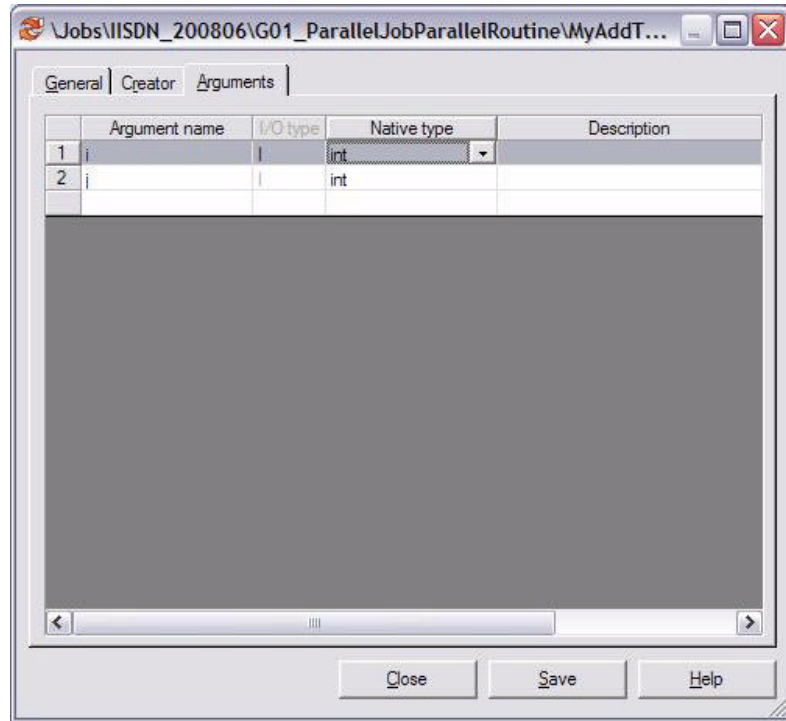 \Jobs\IISDN_200806\G01_ParallelJobParallelRoutine\MyAddT...
General Creator Arguments
Argument name I/O type Native type Description
1 i I int
2 j I int
Close Save Help